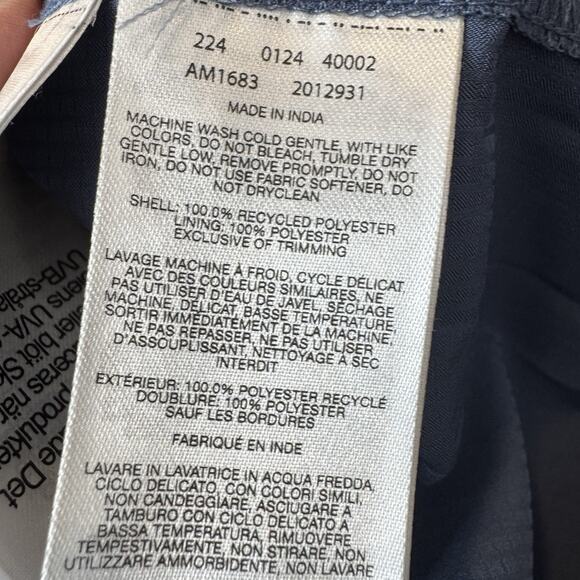 224 0124 40002
AM1683 2012931
MADE IN INDIA
MACHINE WASH COLD GENTLE, WITH LIKE
COLORS, DO NOT BLEACH, TUMBLE DRY
GENTLE LOW, REMOVE PROMPTLY, DO NOT
IRON, DO NOT USE FABRIC SOFTENER, DO
NOT DRYCLEAN
SHELL: 100.0% RECYCLED POLYESTER
LINING: 100% POLYESTER
EXCLUSIVE OF TRIMMING
LAVAGE MACHINE À FROID, CYCLE DÉLICAT
AVEC DES COULEURS SIMILAIRES, NE
PAS UTILISER D'EAU DE JAVEL, SÉCHAGE
MACHINE, DÉLICAT, BASSE TEMPÉRATURE,
SORTIR IMMÉDIATEMENT DE LA MACHINE,
NE PAS REPASSER, NE PAS UTILISER
D'ASSOUPLISSANT, NETTOYAGE A SEC
INTERDIT
EXTÉRIEUR: 100.0% POLYESTER RECYCLÉ
DOUBLURE: 100% POLYESTER
SAUF LES BORDURES
FABRIQUÉ EN INDE
LAVARE IN LAVATRICE IN ACQUA FREDDA,
CICLO DELICATO CON COLORI SIMILI,
NON CANDEGGIARE, ASCIUGARE A
TAMBURO CON CICLO DELICATO A
BASSA TEMPERATURA, RIMUOVERE
TEMPESTIVAMENTE, NON STIRARE, NON
UTILIZZARE AMMORBIDENTE, NON LAVARE